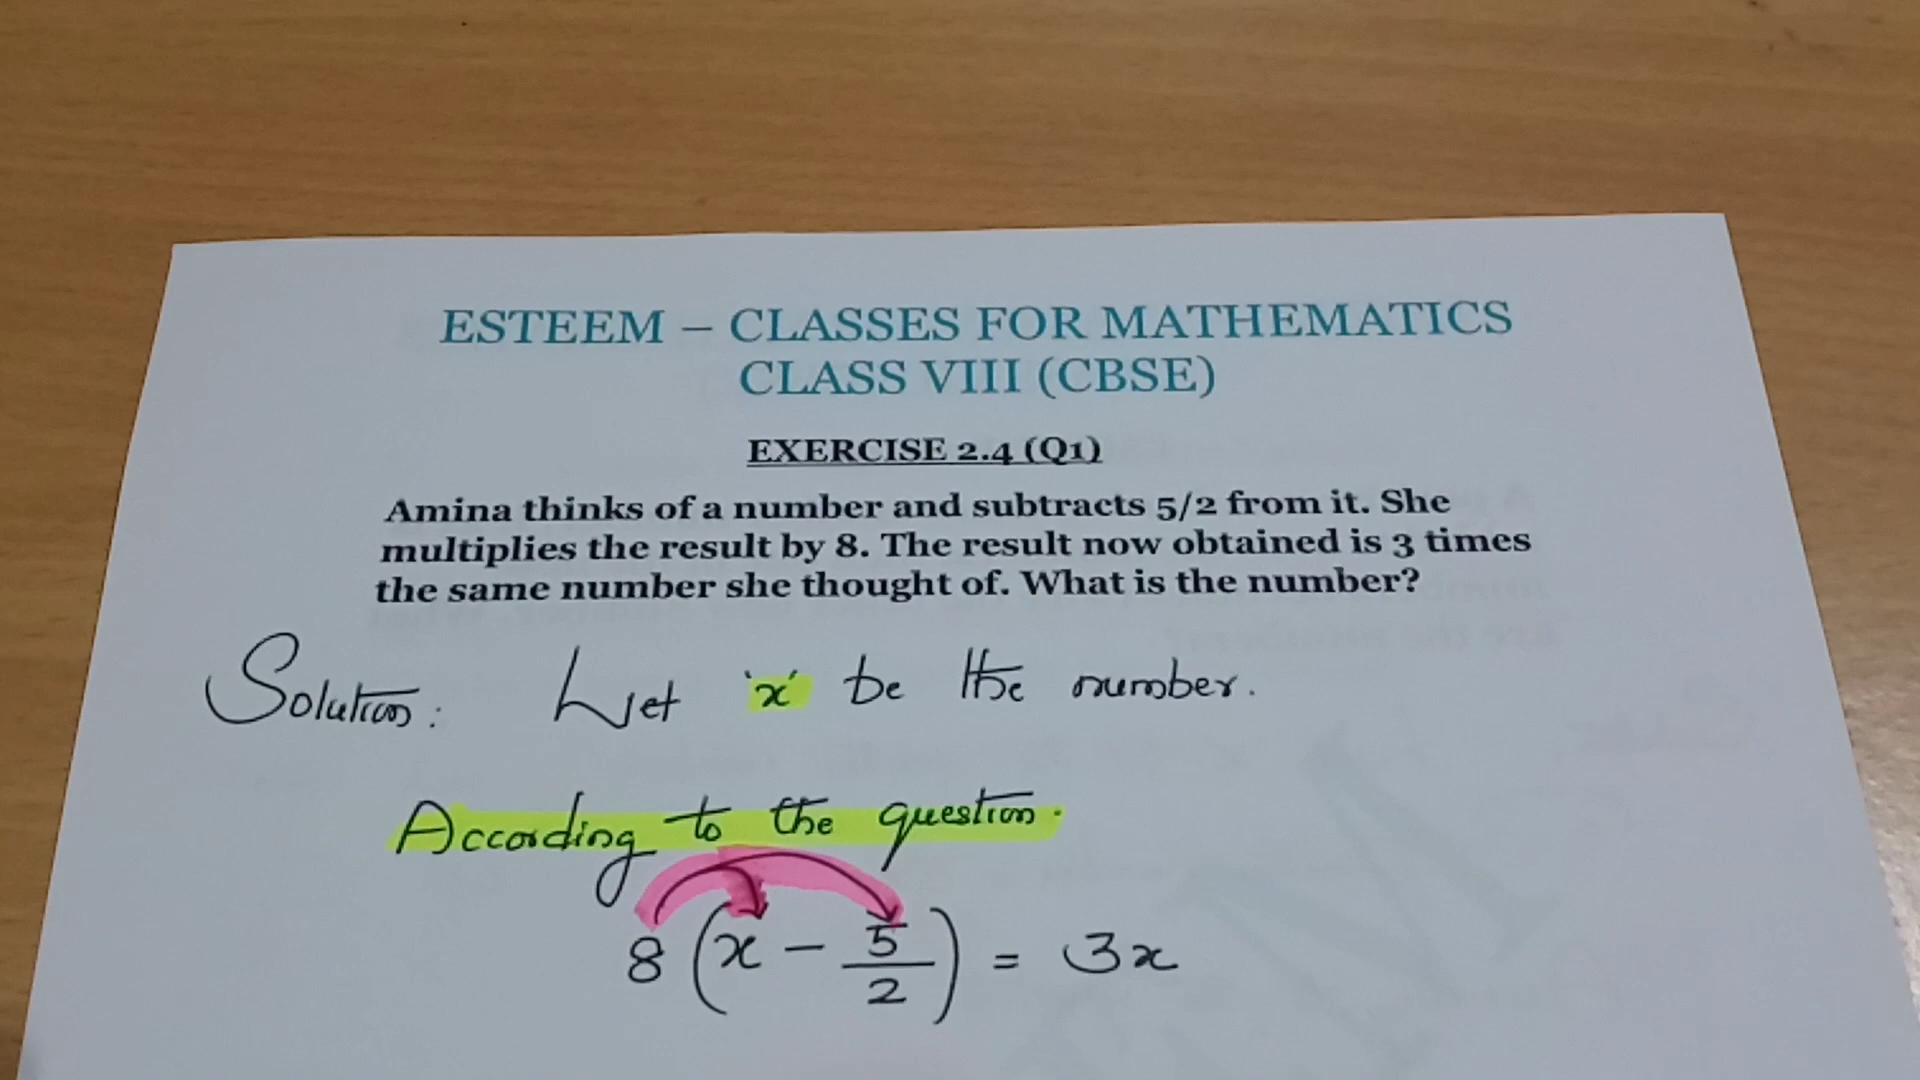 ESTEEM – CLASSES FOR MATHEMATICS
CLASS VIII (CBSE)
EXERCISE 2.4 (Q1)
Amina thinks of a number and subtracts 5/2 from it. She
multiplies the result by 8. The result now obtained is 3 times
the same number she thought of. What is the number?
Solution: Let 'x' be the number.
According to the question.
8 (x - 5/2) = 3x